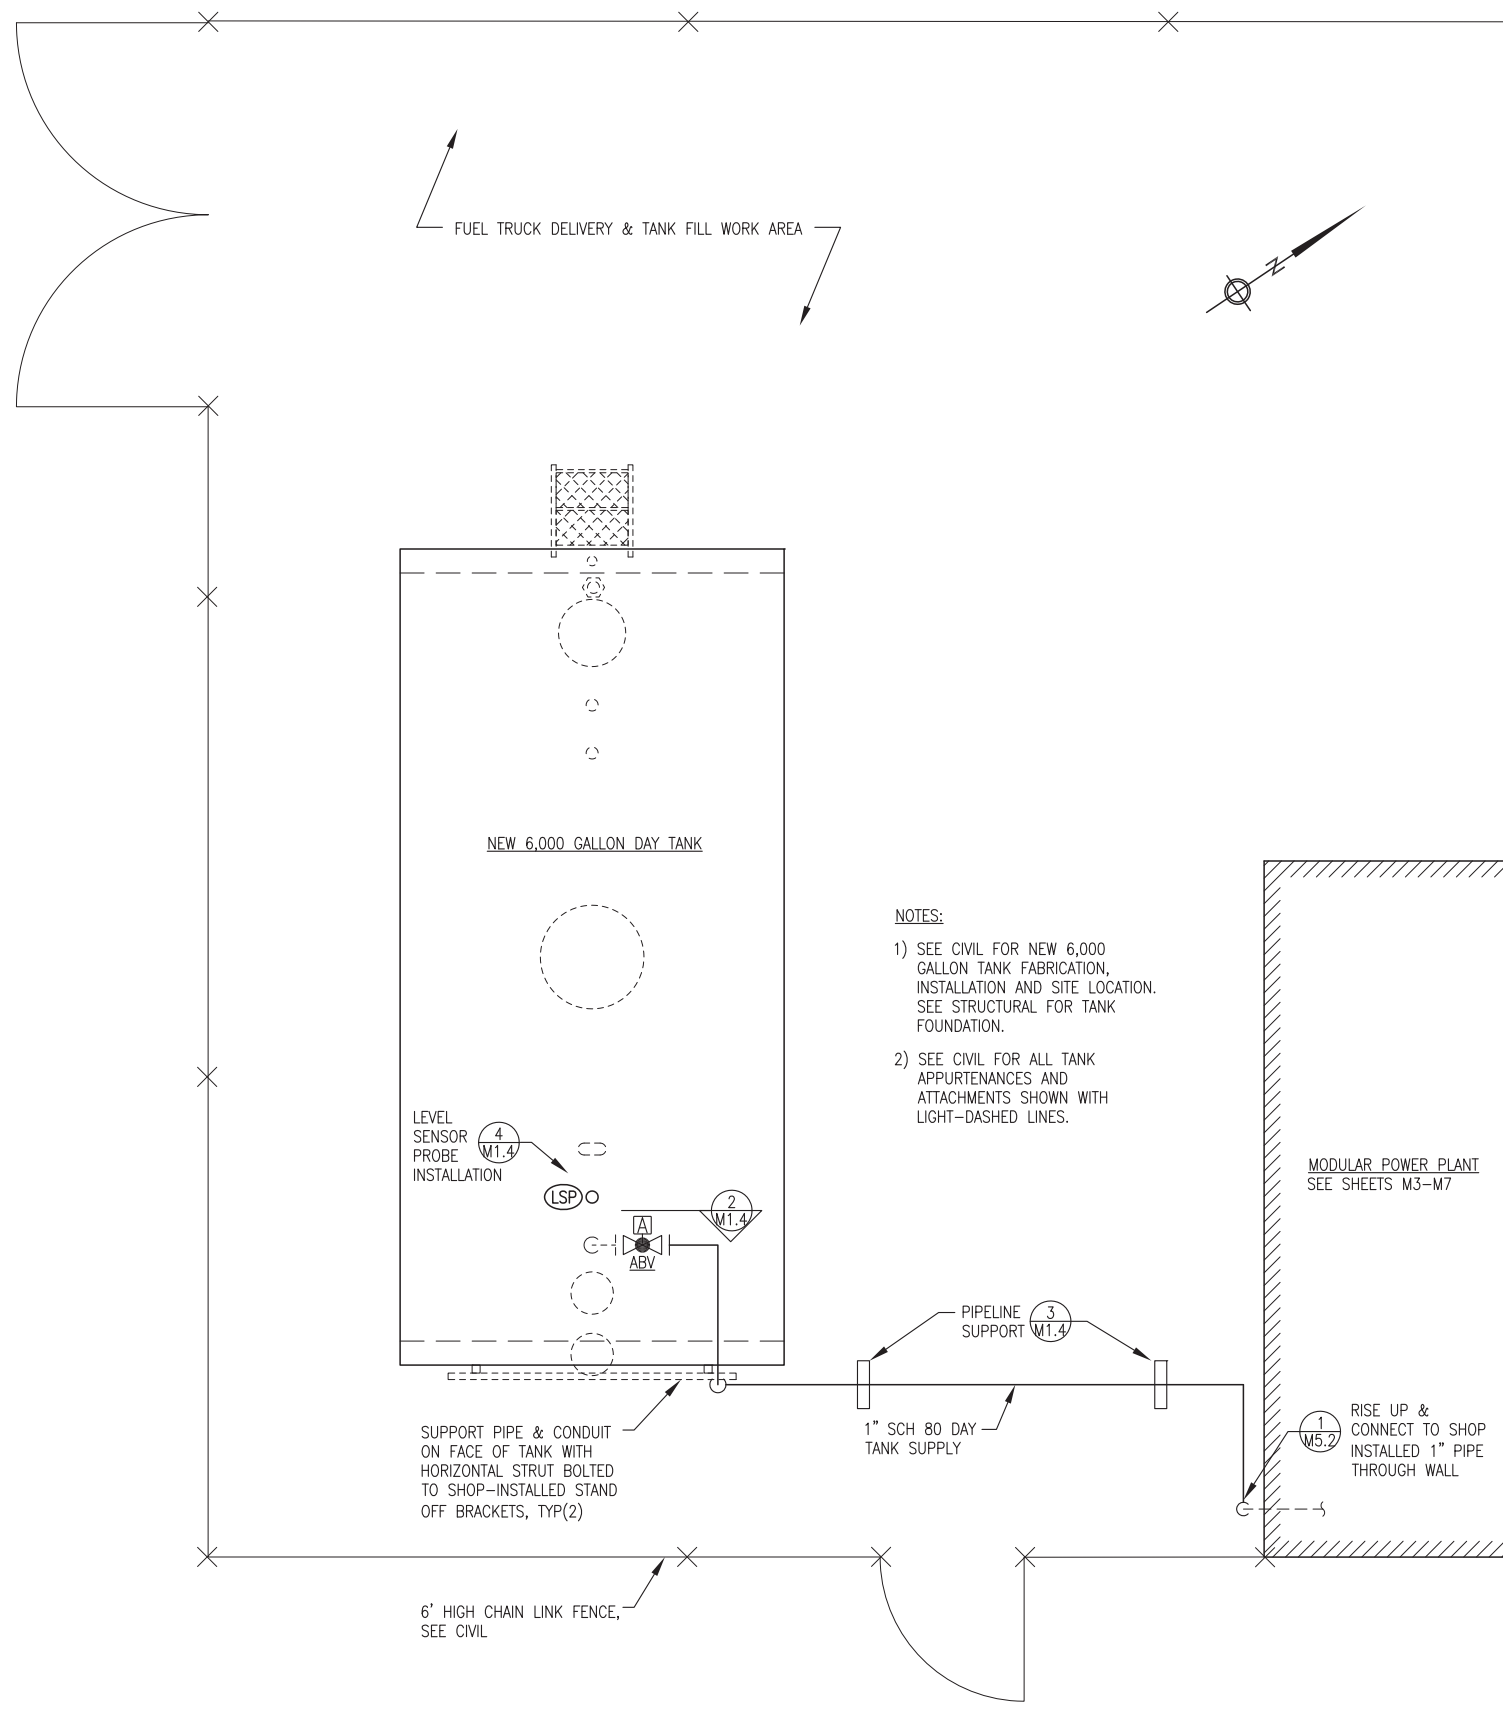 FUEL TRUCK DELIVERY & TANK FILL WORK AREA
N
NEW 6,000 GALLON DAY TANK
NOTES:
1) SEE CIVIL FOR NEW 6,000
GALLON TANK FABRICATION,
INSTALLATION AND SITE LOCATION.
SEE STRUCTURAL FOR TANK
FOUNDATION.
2) SEE CIVIL FOR ALL TANK
APPURTENANCES AND
ATTACHMENTS SHOWN WITH
LIGHT-DASHED LINES.
LEVEL
SENSOR
PROBE
INSTALLATION
4
M1.4
LSP
2
M1.4
A
ABV
MODULAR POWER PLANT
SEE SHEETS M3-M7
PIPELINE
SUPPORT
3
M1.4
1" SCH 80 DAY
TANK SUPPLY
1
M5.2
RISE UP &
CONNECT TO SHOP
INSTALLED 1" PIPE
THROUGH WALL
SUPPORT PIPE & CONDUIT
ON FACE OF TANK WITH
HORIZONTAL STRUT BOLTED
TO SHOP-INSTALLED STAND
OFF BRACKETS, TYP(2)
6' HIGH CHAIN LINK FENCE,
SEE CIVIL